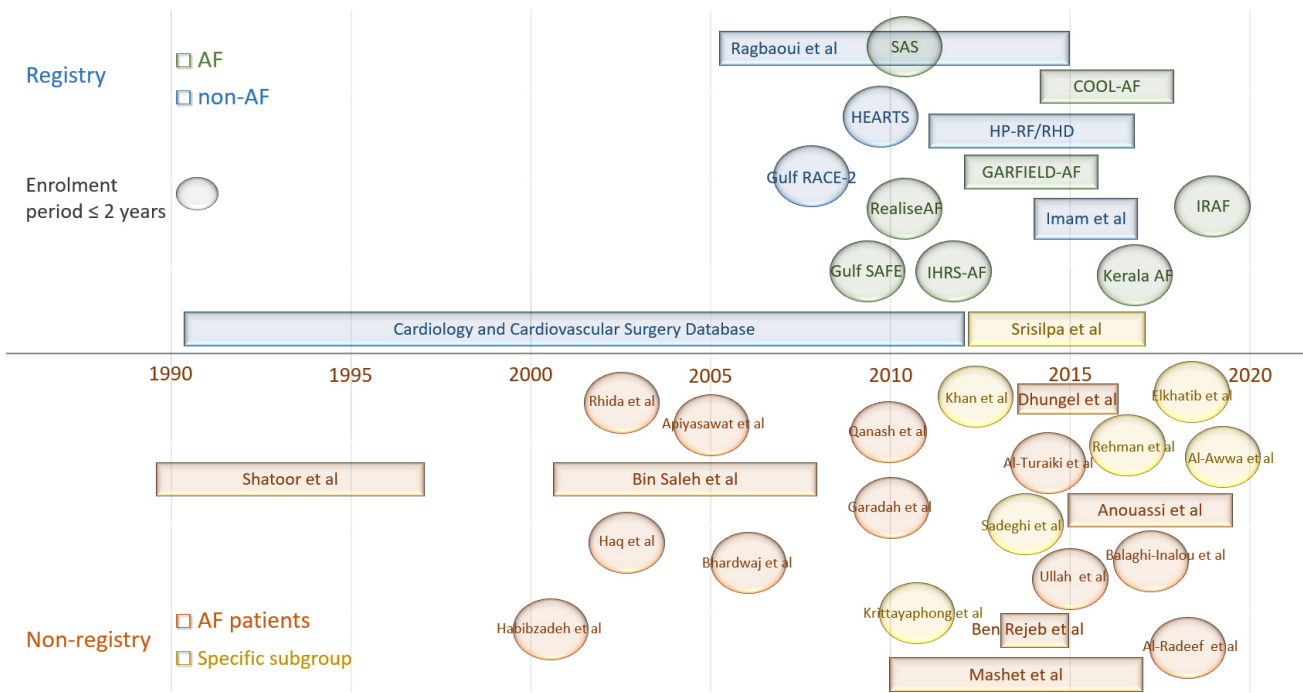 Registry
AF
non-AF
Enrolment
period ≤ 2 years
Ragbaoui et al
SAS
COOL-AF
HEARTS
HP-RF/RHD
Gulf RACE-2
GARFIELD-AF
RealiseAF
Imam et al
IRAF
Gulf SAFE
IHRS-AF
Kerala AF
Cardiology and Cardiovascular Surgery Database
Srisilpa et al
1990
1995
2000
2005
2010
2015
2020
Rhida et al
Apiyasawat et al
Qanash et al
Khan et al
Dhungel et al
Elkhatib et al
Rehman et al
Al-Turaiki et al
Al-Awwa et al
Shatoor et al
Bin Saleh et al
Garadah et al
Anouassi et al
Sadeghi et al
Haq et al
Bhardwaj et al
Balaghi-Inalou et al
Ullah et al
Krittayaphong et al
Habibzadeh et al
Ben Rejeb et al
Al-Radeef et al
Mashet et al
Non-registry
AF patients
Specific subgroup